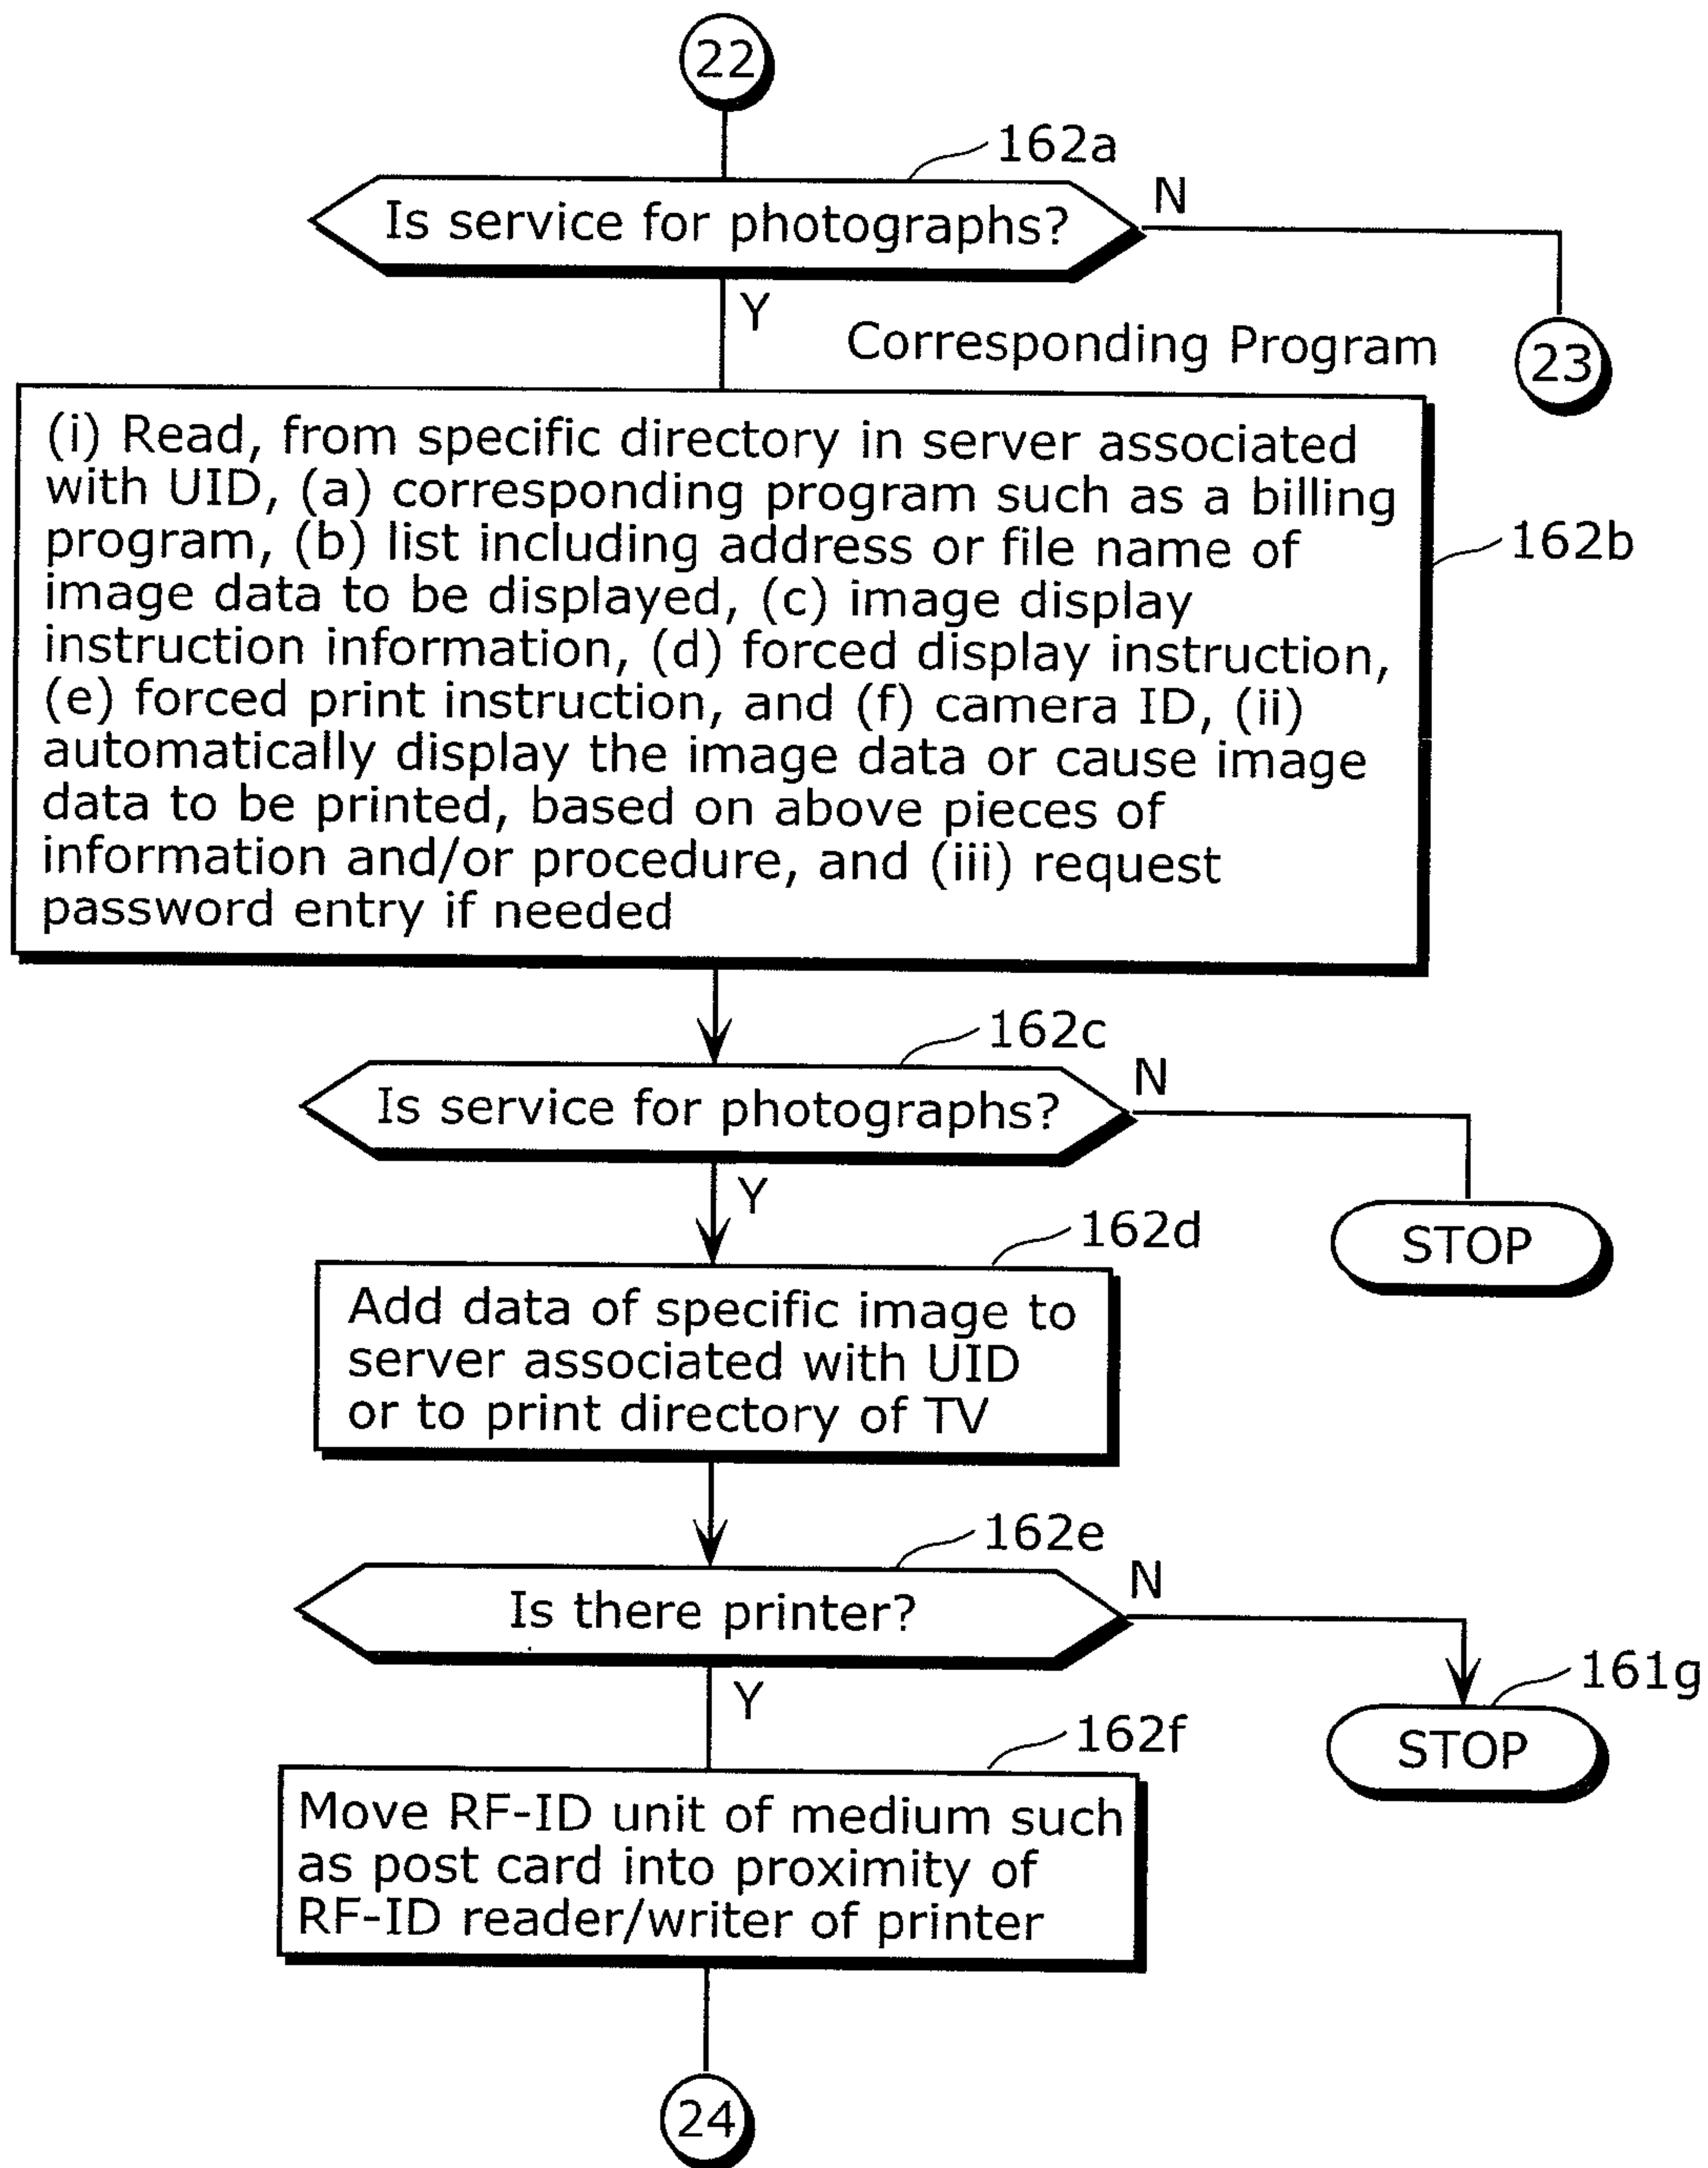 22
162a
Is service for photographs?
N
Y
Corresponding Program
23
(i) Read, from specific directory in server associated
with UID, (a) corresponding program such as a billing
program, (b) list including address or file name of
image data to be displayed, (c) image display
instruction information, (d) forced display instruction,
(e) forced print instruction, and (f) camera ID, (ii)
automatically display the image data or cause image
data to be printed, based on above pieces of
information and/or procedure, and (iii) request
password entry if needed
162b
162c
Is service for photographs?
N
Y
STOP
162d
Add data of specific image to
server associated with UID
or to print directory of TV
162e
Is there printer?
N
Y
161g
STOP
162f
Move RF-ID unit of medium such
as post card into proximity of
RF-ID reader/writer of printer
24